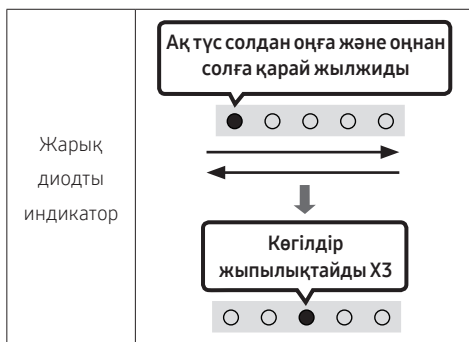 Ақ түс солдан оңға және оңнан
солға қарай жылжиды
Жарық
диодты
индикатор
Көгілдір
жыпылықтайды X3